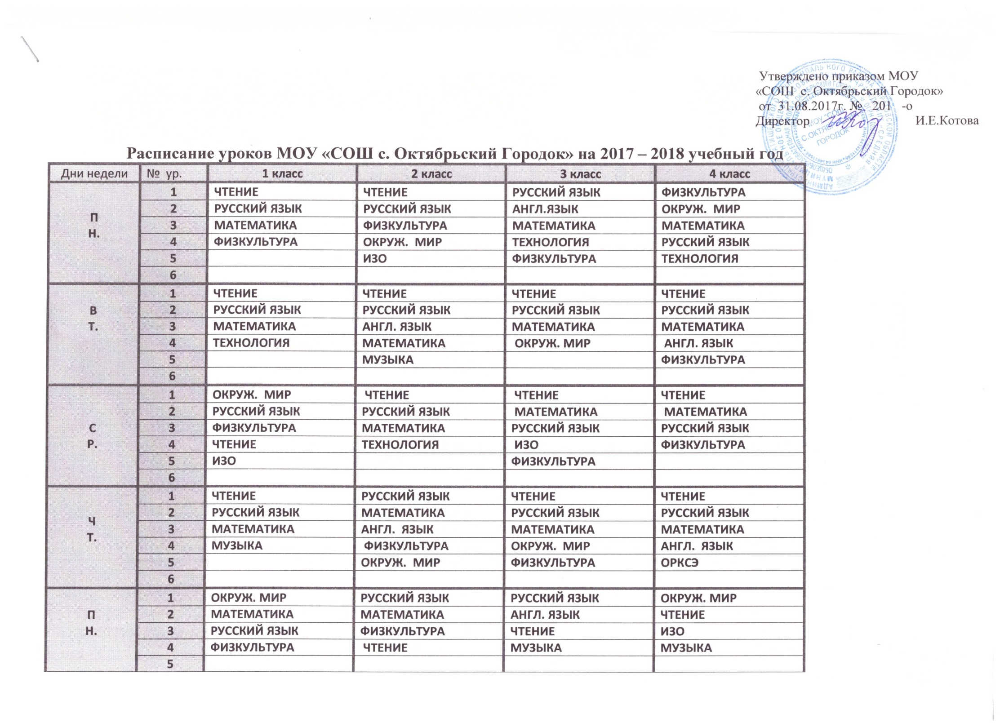 Утверждено приказом МОУ
«СОШ с. Октябрьский Городок»
от 31.08.2017г. № 201 -о
Директор И.Е.Котова
МОУ "СОШ
С.ОКТЯБРЬСКИЙ
ГОРОДОК"
Расписание уроков МОУ «СОШ с. Октябрьский Городок» на 2017 – 2018 учебный год
Дни недели № ур. 1 класс 2 класс 3 класс 4 класс
П
Н.
1 ЧТЕНИЕ ЧТЕНИЕ РУССКИЙ ЯЗЫК ФИЗКУЛЬТУРА
2 РУССКИЙ ЯЗЫК РУССКИЙ ЯЗЫК АНГЛ.ЯЗЫК ОКРУЖ. МИР
3 МАТЕМАТИКА ФИЗКУЛЬТУРА МАТЕМАТИКА МАТЕМАТИКА
4 ФИЗКУЛЬТУРА ОКРУЖ. МИР ТЕХНОЛОГИЯ РУССКИЙ ЯЗЫК
5 ИЗО ФИЗКУЛЬТУРА ТЕХНОЛОГИЯ
6
В
Т.
1 ЧТЕНИЕ ЧТЕНИЕ ЧТЕНИЕ ЧТЕНИЕ
2 РУССКИЙ ЯЗЫК РУССКИЙ ЯЗЫК РУССКИЙ ЯЗЫК РУССКИЙ ЯЗЫК
3 МАТЕМАТИКА АНГЛ. ЯЗЫК МАТЕМАТИКА МАТЕМАТИКА
4 ТЕХНОЛОГИЯ МАТЕМАТИКА ОКРУЖ. МИР АНГЛ. ЯЗЫК
5 МУЗЫКА ФИЗКУЛЬТУРА
6
С
Р.
1 ОКРУЖ. МИР ЧТЕНИЕ ЧТЕНИЕ ЧТЕНИЕ
2 РУССКИЙ ЯЗЫК РУССКИЙ ЯЗЫК МАТЕМАТИКА МАТЕМАТИКА
3 ФИЗКУЛЬТУРА МАТЕМАТИКА РУССКИЙ ЯЗЫК РУССКИЙ ЯЗЫК
4 ЧТЕНИЕ ТЕХНОЛОГИЯ ИЗО ФИЗКУЛЬТУРА
5 ИЗО ФИЗКУЛЬТУРА
6
Ч
Т.
1 ЧТЕНИЕ РУССКИЙ ЯЗЫК ЧТЕНИЕ ЧТЕНИЕ
2 РУССКИЙ ЯЗЫК МАТЕМАТИКА РУССКИЙ ЯЗЫК РУССКИЙ ЯЗЫК
3 МАТЕМАТИКА АНГЛ. ЯЗЫК МАТЕМАТИКА МАТЕМАТИКА
4 МУЗЫКА ФИЗКУЛЬТУРА ОКРУЖ. МИР АНГЛ. ЯЗЫК
5 ОКРУЖ. МИР ФИЗКУЛЬТУРА ОРКСЭ
6
П
Н.
1 ОКРУЖ. МИР РУССКИЙ ЯЗЫК РУССКИЙ ЯЗЫК ОКРУЖ. МИР
2 МАТЕМАТИКА МАТЕМАТИКА АНГЛ. ЯЗЫК ЧТЕНИЕ
3 РУССКИЙ ЯЗЫК ФИЗКУЛЬТУРА ЧТЕНИЕ ИЗО
4 ФИЗКУЛЬТУРА ЧТЕНИЕ МУЗЫКА МУЗЫКА
5